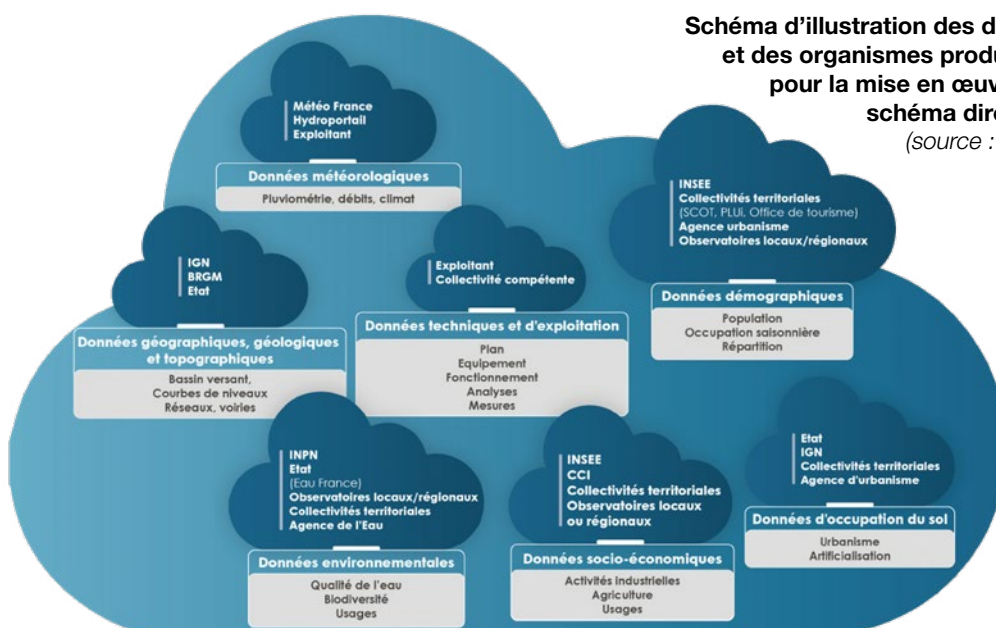 Schéma d'illustration des d
et des organismes produ
pour la mise en œuv
schéma dire
(source :
Météo France
Hydroportail
Exploitant
Données météorologiques
Pluviométrie, débits, climat
INSEE
Collectivités territoriales
(SCOT, PLUi, Office de tourisme)
Agence urbanisme
Observatoires locaux/régionaux
Données démographiques
Population
Occupation saisonnière
Répartition
IGN
BRGM
Etat
Données géographiques, géologiques
et topographiques
Bassin versant,
Courbes de niveaux
Réseaux, voiries
Exploitant
Collectivité compétente
Données techniques et d'exploitation
Plan
Equipement
Fonctionnement
Analyses
Mesures
INPN
Etat
(Eau France)
Observatoires locaux/régionaux
Collectivités territoriales
Agence de l'Eau
Données environnementales
Qualité de l'eau
Biodiversité
Usages
INSEE
CCI
Collectivités territoriales
Observatoires locaux
ou régionaux
Données socio-économiques
Activités industrielles
Agriculture
Usages
Etat
IGN
Collectivités territoriales
Agence d'urbanisme
Données d'occupation du sol
Urbanisme
Artificialisation